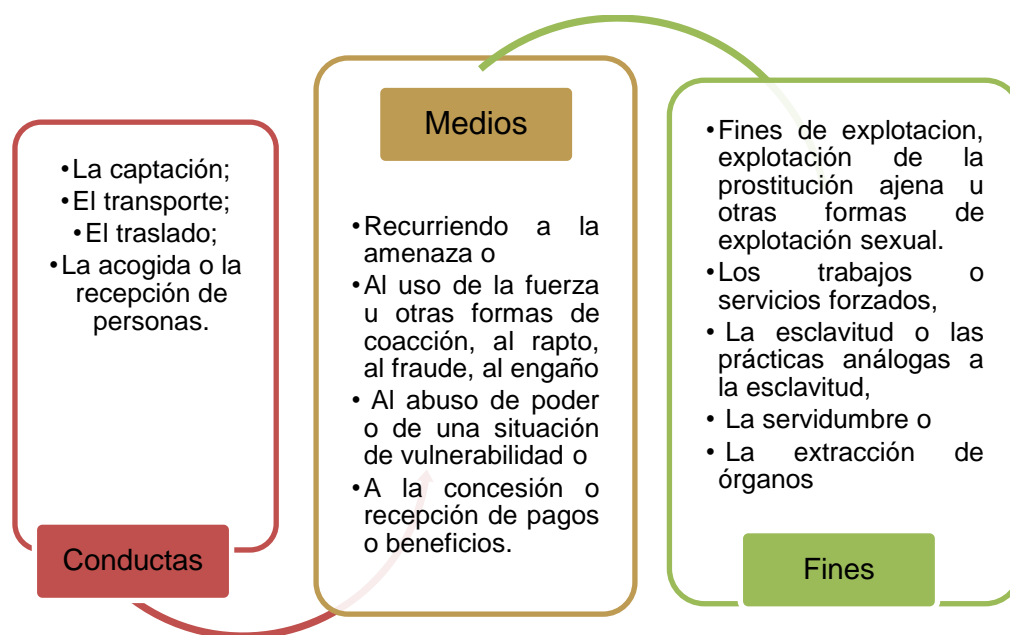 •La captación;
•El transporte;
•El traslado;
•La acogida o la
recepción de
personas.
Conductas
Medios
•Recurriendo a la
amenaza o
•Al uso de la fuerza
u otras formas de
coacción, al rapto,
al fraude, al engaño
• Al abuso de poder
o de una situación
de vulnerabilidad o
•A la concesión o
recepción de pagos
o beneficios.
•Fines de explotacion,
explotación de la
prostitución ajena u
otras formas de
explotación sexual.
•Los trabajos o
servicios forzados,
• La esclavitud o las
prácticas análogas a
la esclavitud,
• La servidumbre o
• La extracción de
órganos
Fines